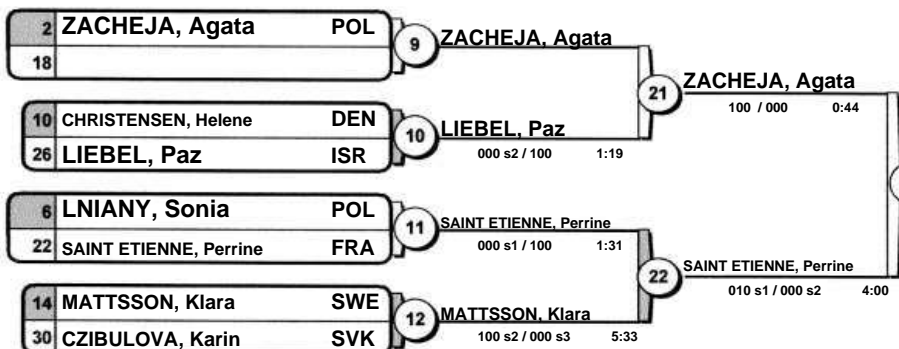 2 ZACHEJA, Agata POL
18
9 ZACHEJA, Agata
10 CHRISTENSEN, Helene DEN
26 LIEBEL, Paz ISR
10 LIEBEL, Paz
000 s2 / 100 1:19
21 ZACHEJA, Agata
100 / 000 0:44
6 LNIANY, Sonia POL
22 SAINT ETIENNE, Perrine FRA
11 SAINT ETIENNE, Perrine
000 s1 / 100 1:31
14 MATTSSON, Klara SWE
30 CZIBULOVA, Karin SVK
12 MATTSSON, Klara
100 s2 / 000 s3 5:33
22 SAINT ETIENNE, Perrine
010 s1 / 000 s2 4:00